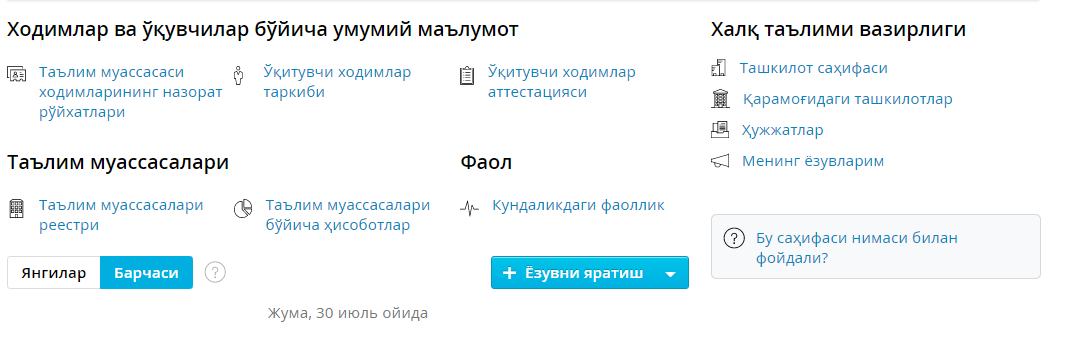 Ходимлар ва ўқувчилар бўйича умумий маълумот
Таълим муассасаси
ходимларининг назорат
рўйхатлари
Ўқитувчи ходимлар
таркиби
Ўқитувчи ходимлар
аттестацияси
Таълим муассасалари
Таълим муассасалари
реестри
Таълим муассасалари
бўйича ҳисоботлар
Фаол
Кундаликдаги фаоллик
Янгилар
Барчаси
?
+ Ёзувни яратиш
Жума, 30 июль ойида
Халқ таълими вазирлиги
Ташкилот саҳифаси
Қарамоғидаги ташкилотлар
Ҳужжатлар
Менинг ёзувларим
? Бу саҳифаси нимаси билан
фойдали?